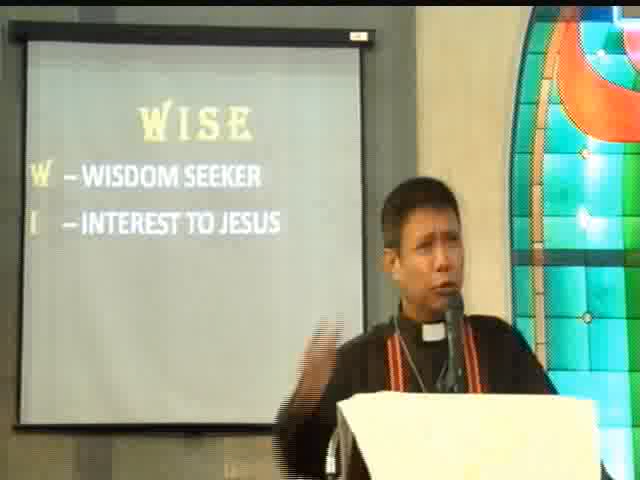 WISE
W – WISDOM SEEKER
I – INTEREST TO JESUS